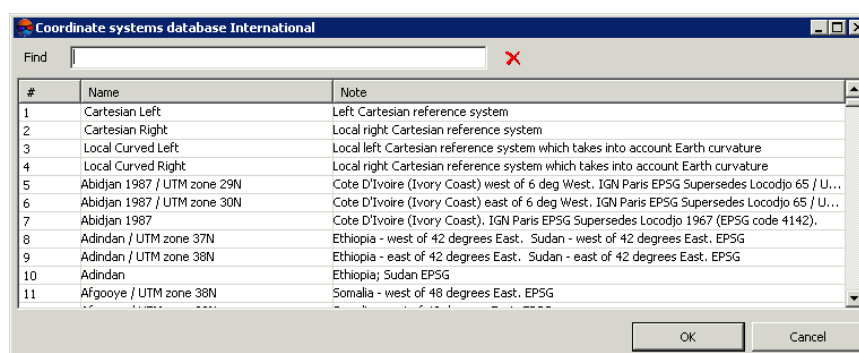 Coordinate systems database International
Find
# Name Note
1 Cartesian Left Left Cartesian reference system
2 Cartesian Right Local right Cartesian reference system
3 Local Curved Left Local left Cartesian reference system which takes into account Earth curvature
4 Local Curved Right Local right Cartesian reference system which takes into account Earth curvature
5 Abidjan 1987 / UTM zone 29N Cote D'Ivoire (Ivory Coast) west of 6 deg West. IGN Paris EPSG Supersedes Locodjo 65 / U...
6 Abidjan 1987 / UTM zone 30N Cote D'Ivoire (Ivory Coast) east of 6 deg West. IGN Paris EPSG Supersedes Locodjo 65 / U...
7 Abidjan 1987 Cote D'Ivoire (Ivory Coast). IGN Paris EPSG Supersedes Locodjo 1967 (EPSG code 4142).
8 Adindan / UTM zone 37N Ethiopia - west of 42 degrees East. Sudan - west of 42 degrees East. EPSG
9 Adindan / UTM zone 38N Ethiopia - east of 42 degrees East. Sudan - east of 42 degrees East. EPSG
10 Adindan Ethiopia; Sudan EPSG
11 Afgooye / UTM zone 38N Somalia - west of 48 degrees East. EPSG
OK Cancel